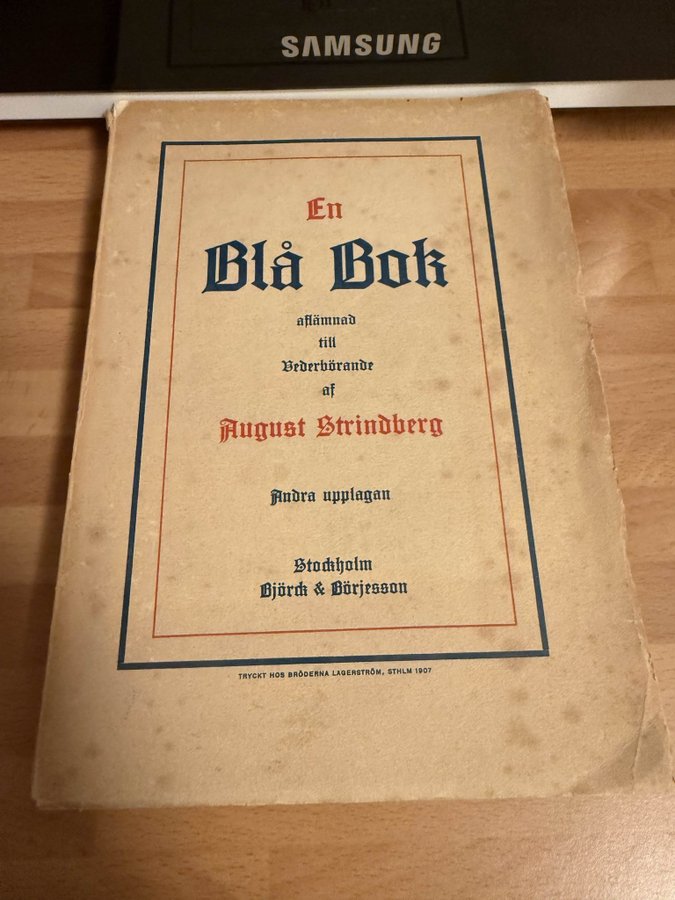 SAMSUNG
En
Blå Bok
aflämnad
till
Vederbörande
af
August Strindberg
Andra upplagan
Stockholm
Björck & Börjesson
TRYCKT HOS BRÖDERNA LAGERSTRÖM, STHLM 1907